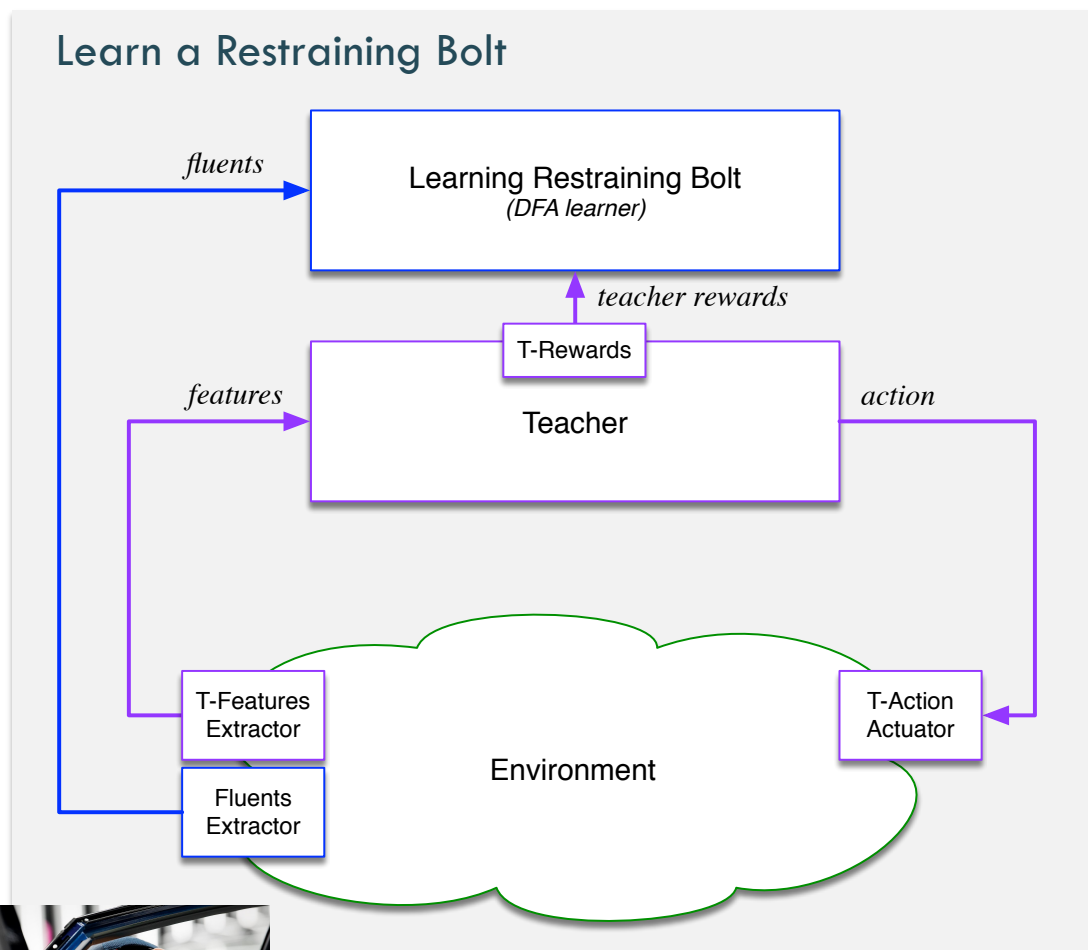 Learn a Restraining Bolt
fluents
Learning Restraining Bolt
(DFA learner)
teacher rewards
T-Rewards
features
Teacher
action
T-Features
Extractor
T-Action
Actuator
Environment
Fluents
Extractor